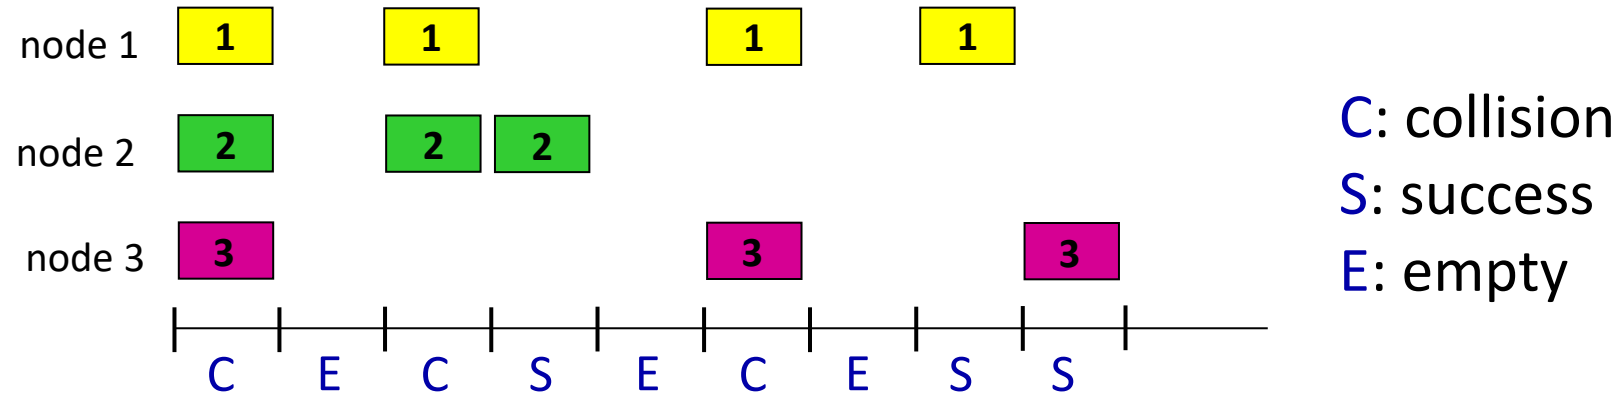 node 1 1 1 1 1
node 2 2 2 2
node 3 3 3 3
C E C S E C E S S
C: collision
S: success
E: empty